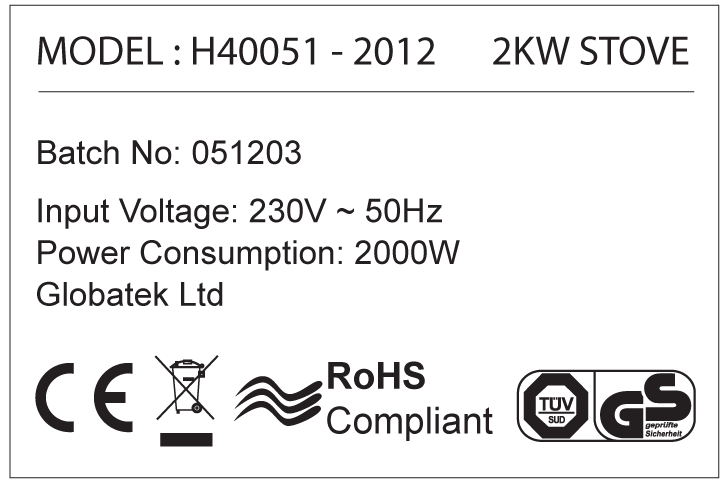 MODEL : H40051 - 2012 2KW STOVE
Batch No: 051203
Input Voltage: 230V ~ 50Hz
Power Consumption: 2000W
Globatek Ltd
CE
RoHS
Compliant
TÜV
SUD
GS
geprüfte
Sicherheit